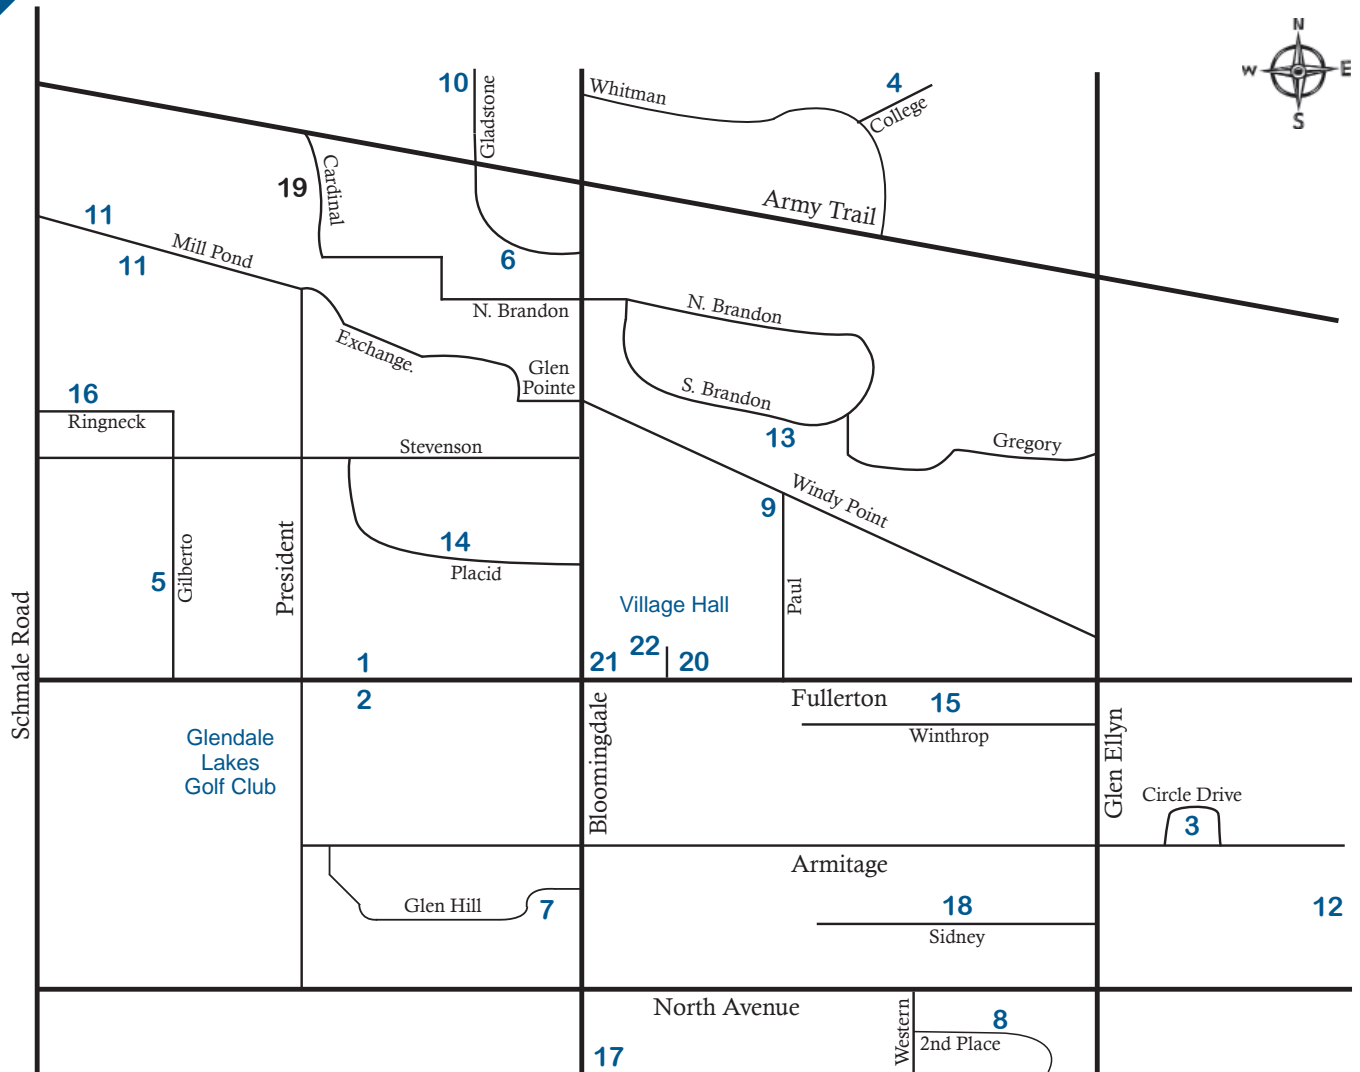 N
W
E
S
10
Gladstone
Whitman
4
College
19
Cardinal
Army Trail
11
Mill Pond
11
6
N. Brandon
N. Brandon
Exchange.
Glen
Pointe
S. Brandon
13
16
Ringneck
Stevenson
Gregory
9
Windy Point
14
Placid
5
Gilberto
President
Paul
Village Hall
Schmale Road
1
21
22
20
2
Fullerton
15
Winthrop
Glendale
Lakes
Golf Club
Bloomingdale
Glen Ellyn
Circle Drive
3
Armitage
Glen Hill
7
18
Sidney
12
North Avenue
Western
8
2nd Place
17